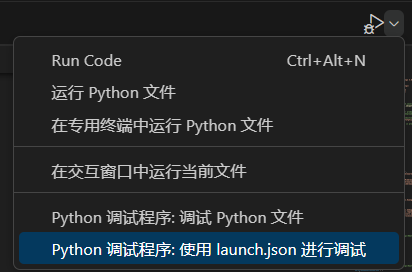 Run Code Ctrl+Alt+N
运行 Python 文件
在专用终端中运行 Python 文件
在交互窗口中运行当前文件
Python 调试程序: 调试 Python 文件
Python 调试程序: 使用 launch.json 进行调试